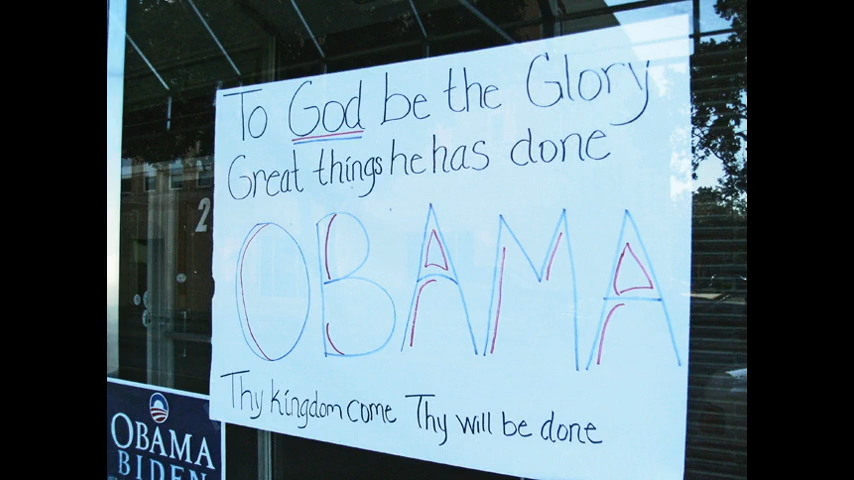 To God be the Glory
Great things he has done
OBAMA
Thy kingdom come Thy will be done
2
OBAMA
BIDEN